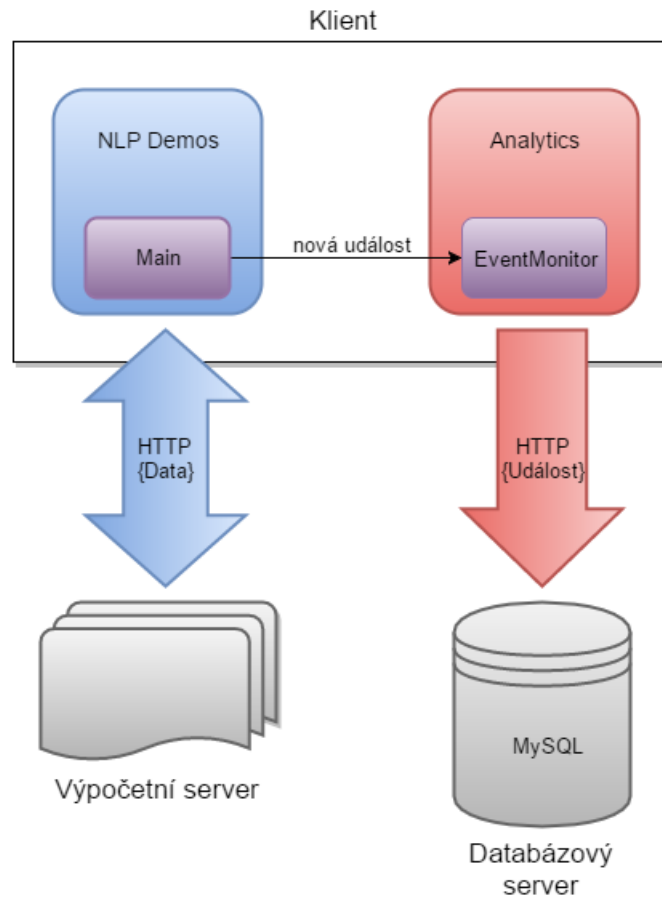 Klient
NLP Demos
Analytics
Main
nová událost
EventMonitor
HTTP
{Data}
HTTP
{Událost}
Výpočetní server
MySQL
Databázový
server